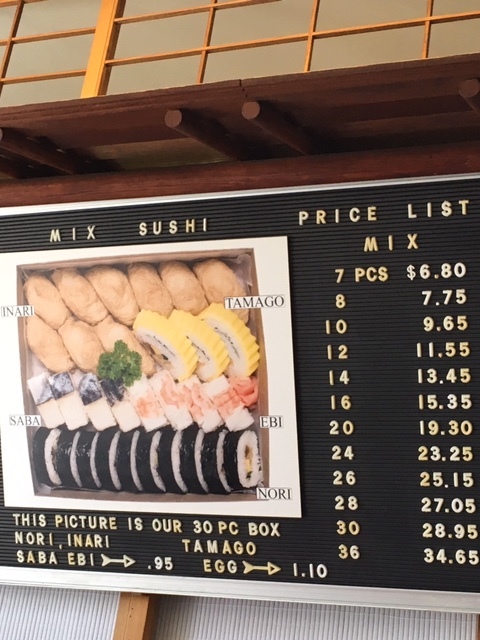 MIX SUSHI
INARI
TAMAGO
SABA
EBI
NORI
THIS PICTURE IS OUR 30 PC BOX
NORI, INARI TAMAGO
SABA EBI → .95 EGG → 1.10
PRICE LIST
MIX
7 PCS $6.80
8 7.75
10 9.65
12 11.55
14 13.45
16 15.35
20 19.30
24 23.25
26 25.15
28 27.05
30 28.95
36 34.65